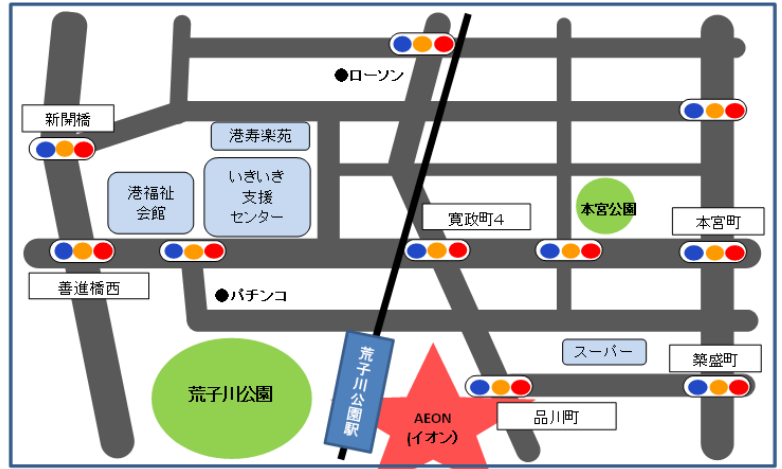 ●ローソン
新開橋
港寿楽苑
いきいき
支援
センター
港福祉
会館
本宮公園
寛政町4
本宮町
善進橋西
●パチンコ
スーパー
築盛町
荒子川公園駅
荒子川公園
AEON
(イオン)
品川町